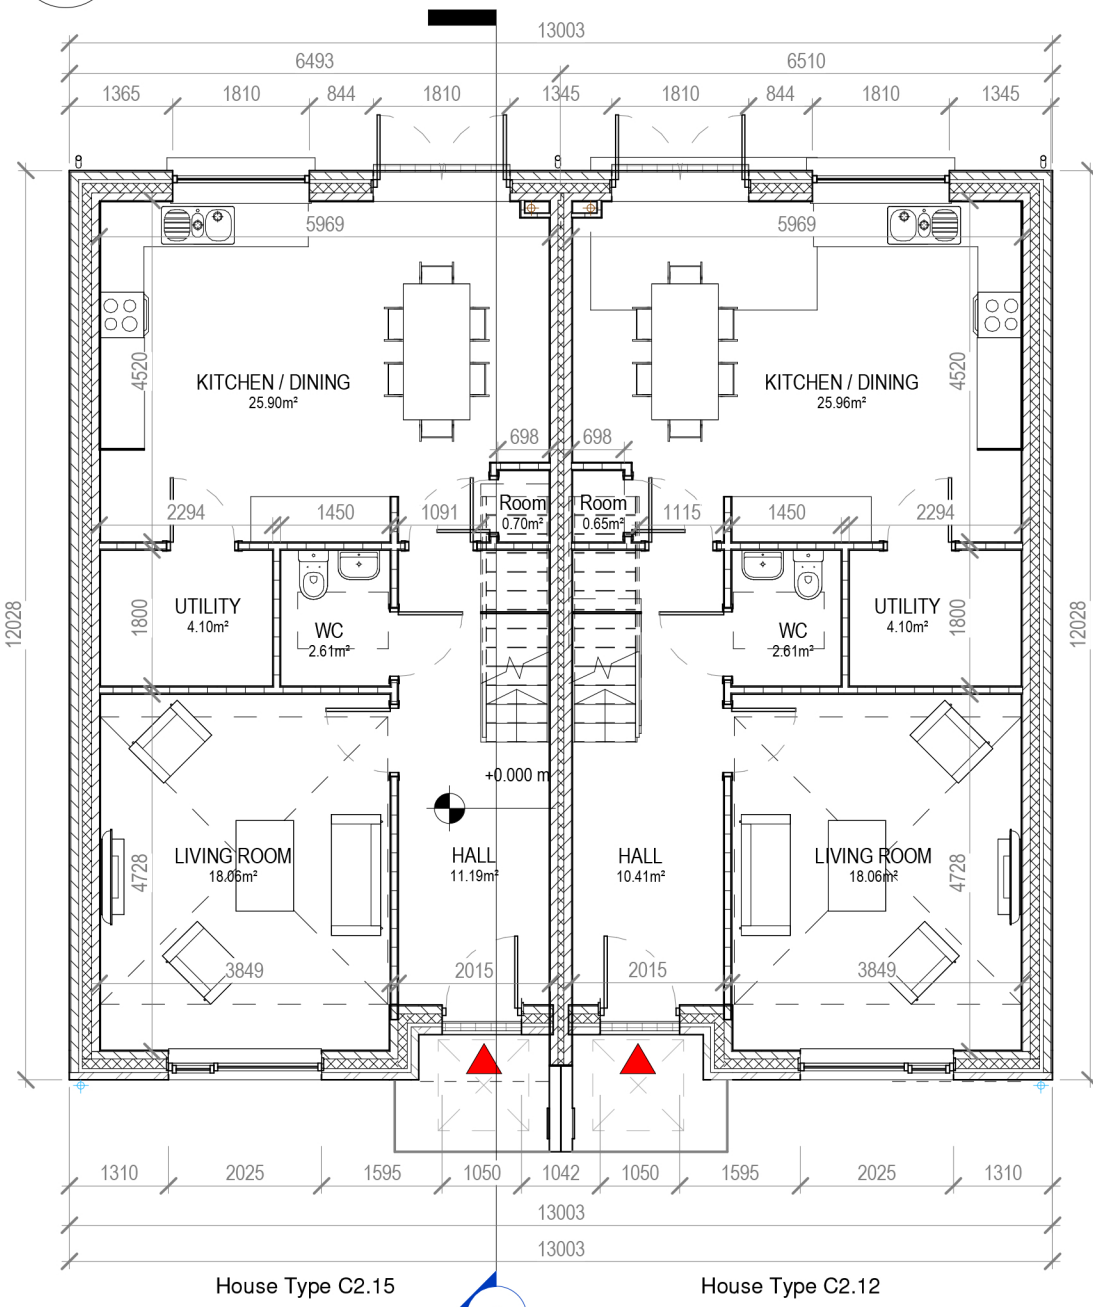 13003
6493 6510
1365 1810 844 1810 1345 1810 844 1810 1345
5969 5969
4520 4520
KITCHEN / DINING KITCHEN / DINING
25.90m² 25.96m²
698 698
Room Room
0.70m² 0.65m²
2294 1450 1091 1115 1450 2294
12028 12028
1800 1800
UTILITY UTILITY
4.10m² 4.10m²
WC WC
2.61m² 2.61m²
+0.000 m
LIVING ROOM HALL HALL LIVING ROOM
18.06m² 11.19m² 10.41m² 18.06m²
4728 4728
3849 2015 2015 3849
1310 2025 1595 1050 1042 1050 1595 2025 1310
13003
13003
House Type C2.15 House Type C2.12